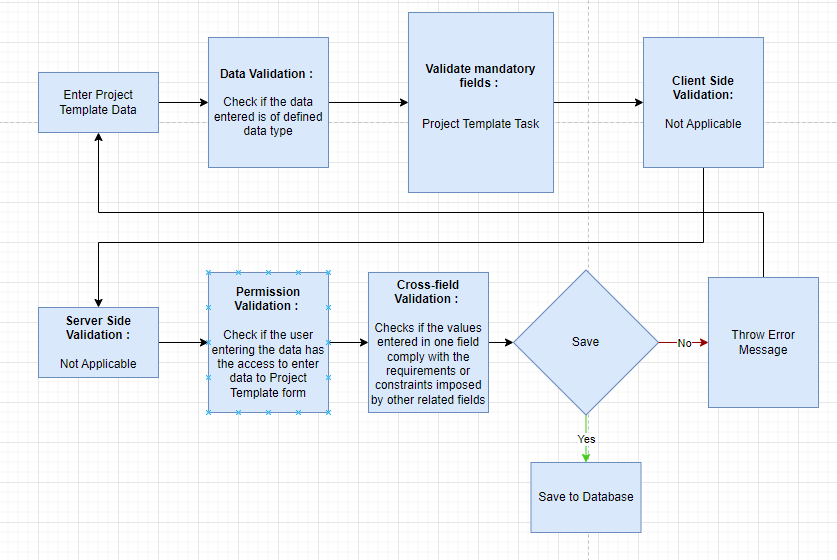 Enter Project
Template Data
Data Validation :
Check if the data
entered is of defined
data type
Validate mandatory
fields :
Project Template Task
Client Side
Validation:
Not Applicable
Server Side
Validation :
Not Applicable
Permission
Validation :
Check if the user
entering the data has
the access to enter
data to Project
Template form
Cross-field
Validation :
Checks if the values
entered in one field
comply with the
requirements or
constraints imposed
by other related fields
Save
No
Throw Error
Message
Yes
Save to Database